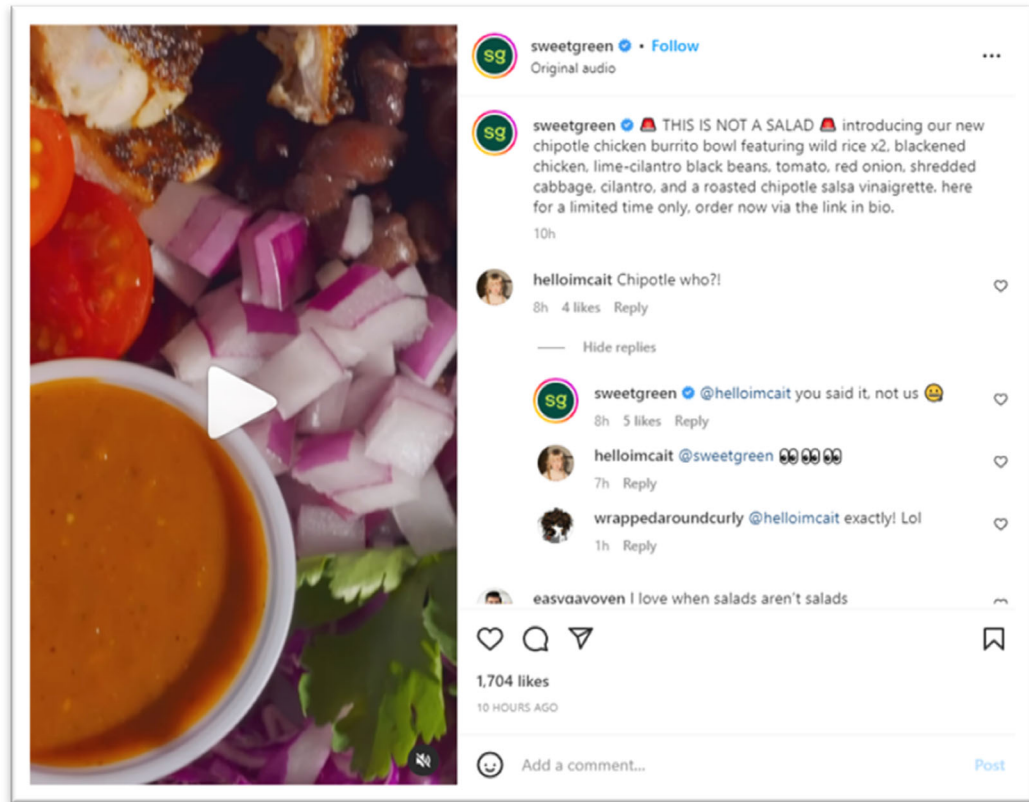 sg
sweetgreen • Follow
Original audio
sg
sweetgreen 🚨 THIS IS NOT A SALAD 🚨 introducing our new
chipotle chicken burrito bowl featuring wild rice x2, blackened
chicken, lime-cilantro black beans, tomato, red onion, shredded
cabbage, cilantro, and a roasted chipotle salsa vinaigrette. here
for a limited time only, order now via the link in bio.
10h
helloimcait Chipotle who?!
8h 4 likes Reply
Hide replies
sg
sweetgreen @helloimcait you said it, not us 😄
8h 5 likes Reply
helloimcait @sweetgreen 👀👀👀
7h Reply
wrappedaroundcurly @helloimcait exactly! Lol
1h Reply
easygayoven I love when salads aren't salads
1,704 likes
10 HOURS AGO
Add a comment... Post